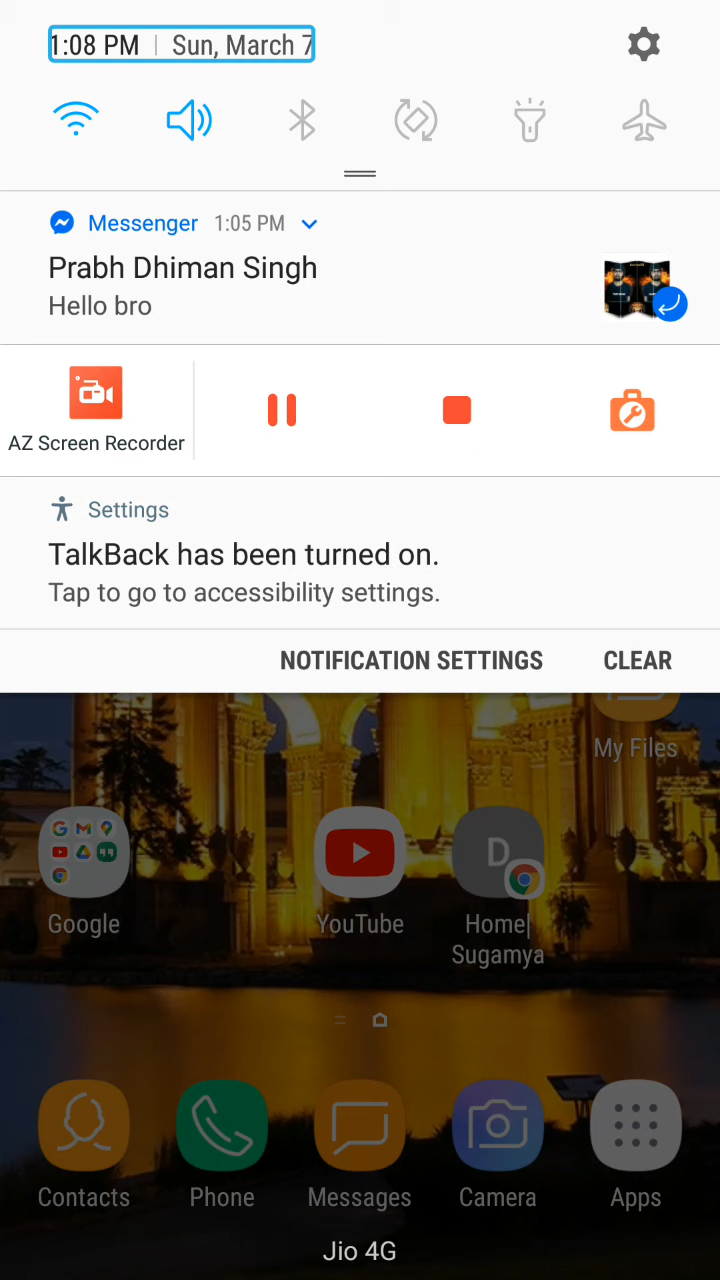 1:08 PM | Sun, March 7
Messenger 1:05 PM
Prabh Dhiman Singh
Hello bro
AZ Screen Recorder
Settings
TalkBack has been turned on.
Tap to go to accessibility settings.
NOTIFICATION SETTINGS CLEAR
My Files
D
Google YouTube Home|
Sugamya
Contacts Phone Messages Camera Apps
Jio 4G